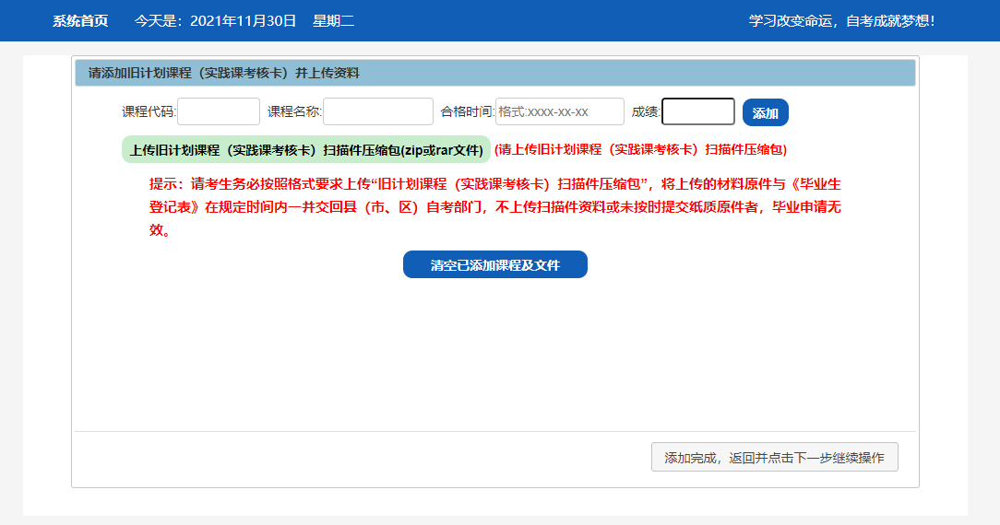 系统首页 今天是：2021年11月30日 星期二 学习改变命运，自考成就梦想！
请添加旧计划课程（实践课考核卡）并上传资料
课程代码: 课程名称: 合格时间: 格式:xxxx-xx-xx 成绩: 添加
上传旧计划课程（实践课考核卡）扫描件压缩包(zip或rar文件) (请上传旧计划课程（实践课考核卡）扫描件压缩包)
提示：请考生务必按照格式要求上传“旧计划课程（实践课考核卡）扫描件压缩包”，将上传的材料原件与《毕业生
登记表》在规定时间内一并交回县（市、区）自考部门，不上传扫描件资料或未按时提交纸质原件者，毕业申请无
效。
清空已添加课程及文件
添加完成，返回并点击下一步继续操作